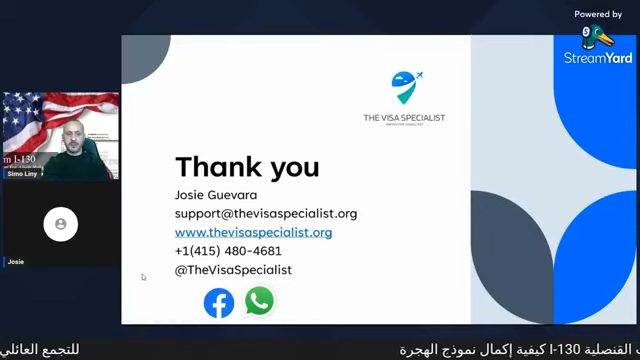 Powered by
StreamYard
THE VISA SPECIALIST
m I-130
Simo Liny
Josie
Thank you
Josie Guevara
support@thevisaspecialist.org
www.thevisaspecialist.org
+1(415) 480-4681
@TheVisaSpecialist
القنصلية I-130 كيفية إكمال نموذج الهجرة
للتجمع العائلي